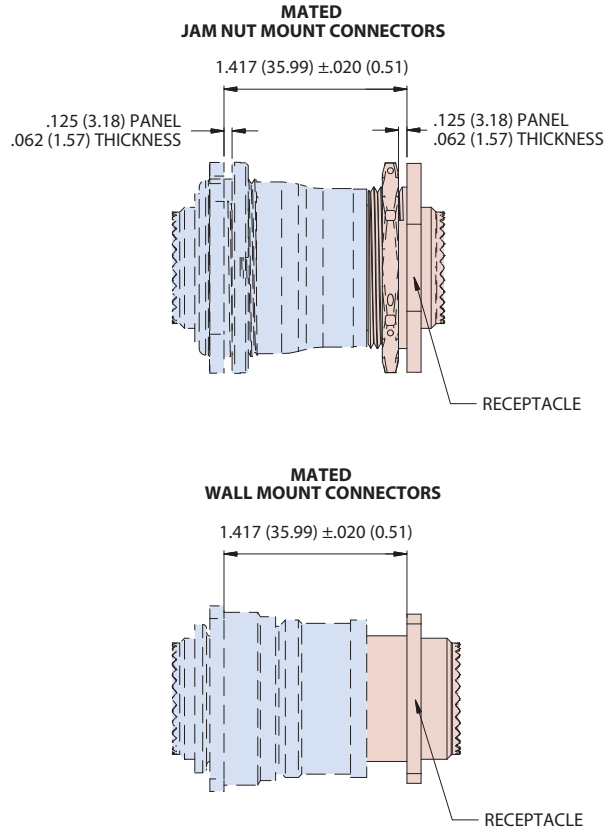 MATED
JAM NUT MOUNT CONNECTORS
1.417 (35.99) ±.020 (0.51)
.125 (3.18) PANEL
.062 (1.57) THICKNESS
.125 (3.18) PANEL
.062 (1.57) THICKNESS
RECEPTACLE
MATED
WALL MOUNT CONNECTORS
1.417 (35.99) ±.020 (0.51)
RECEPTACLE